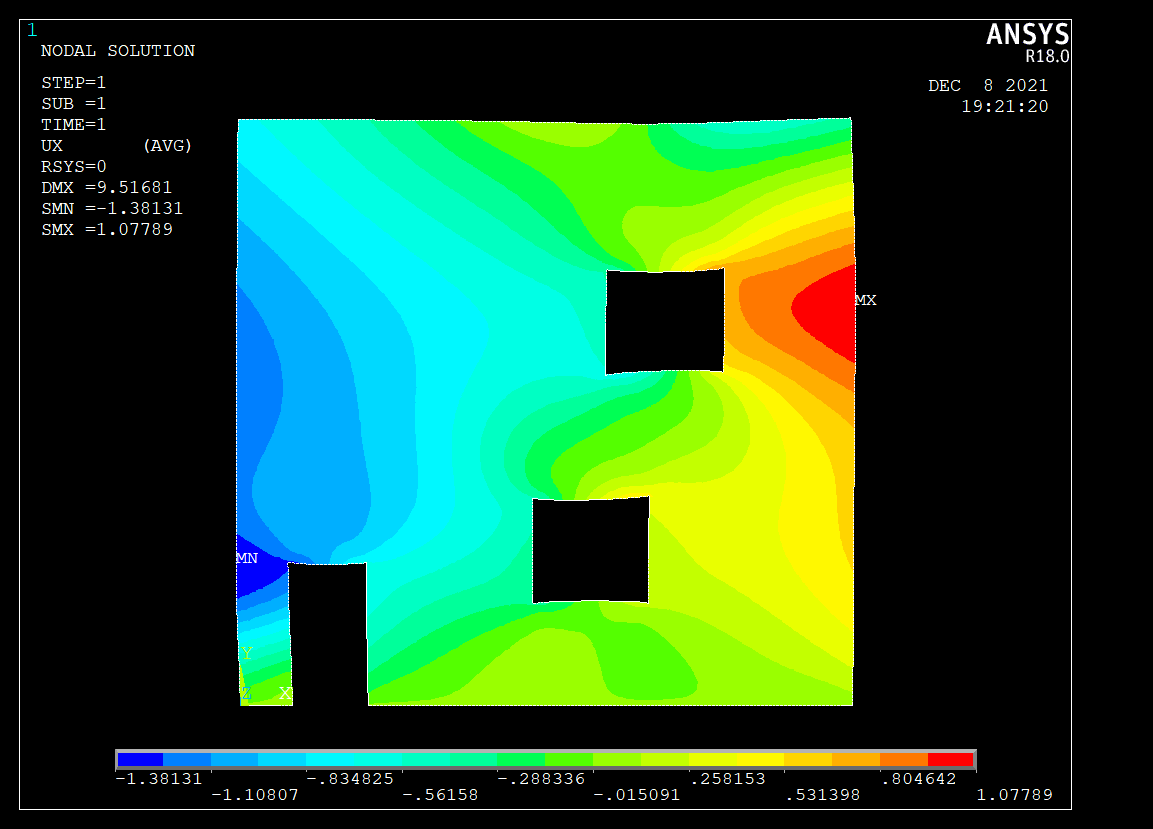 1
ANSYS
R18.0
NODAL SOLUTION
STEP=1
SUB =1
TIME=1
UX (AVG)
RSYS=0
DMX =9.51681
SMN =-1.38131
SMX =1.07789
DEC 8 2021
19:21:20
MX
MN
Y
Z X
-1.38131 -.834825 -.288336 .258153 .804642
-1.10807 -.56158 -.015091 .531398 1.07789